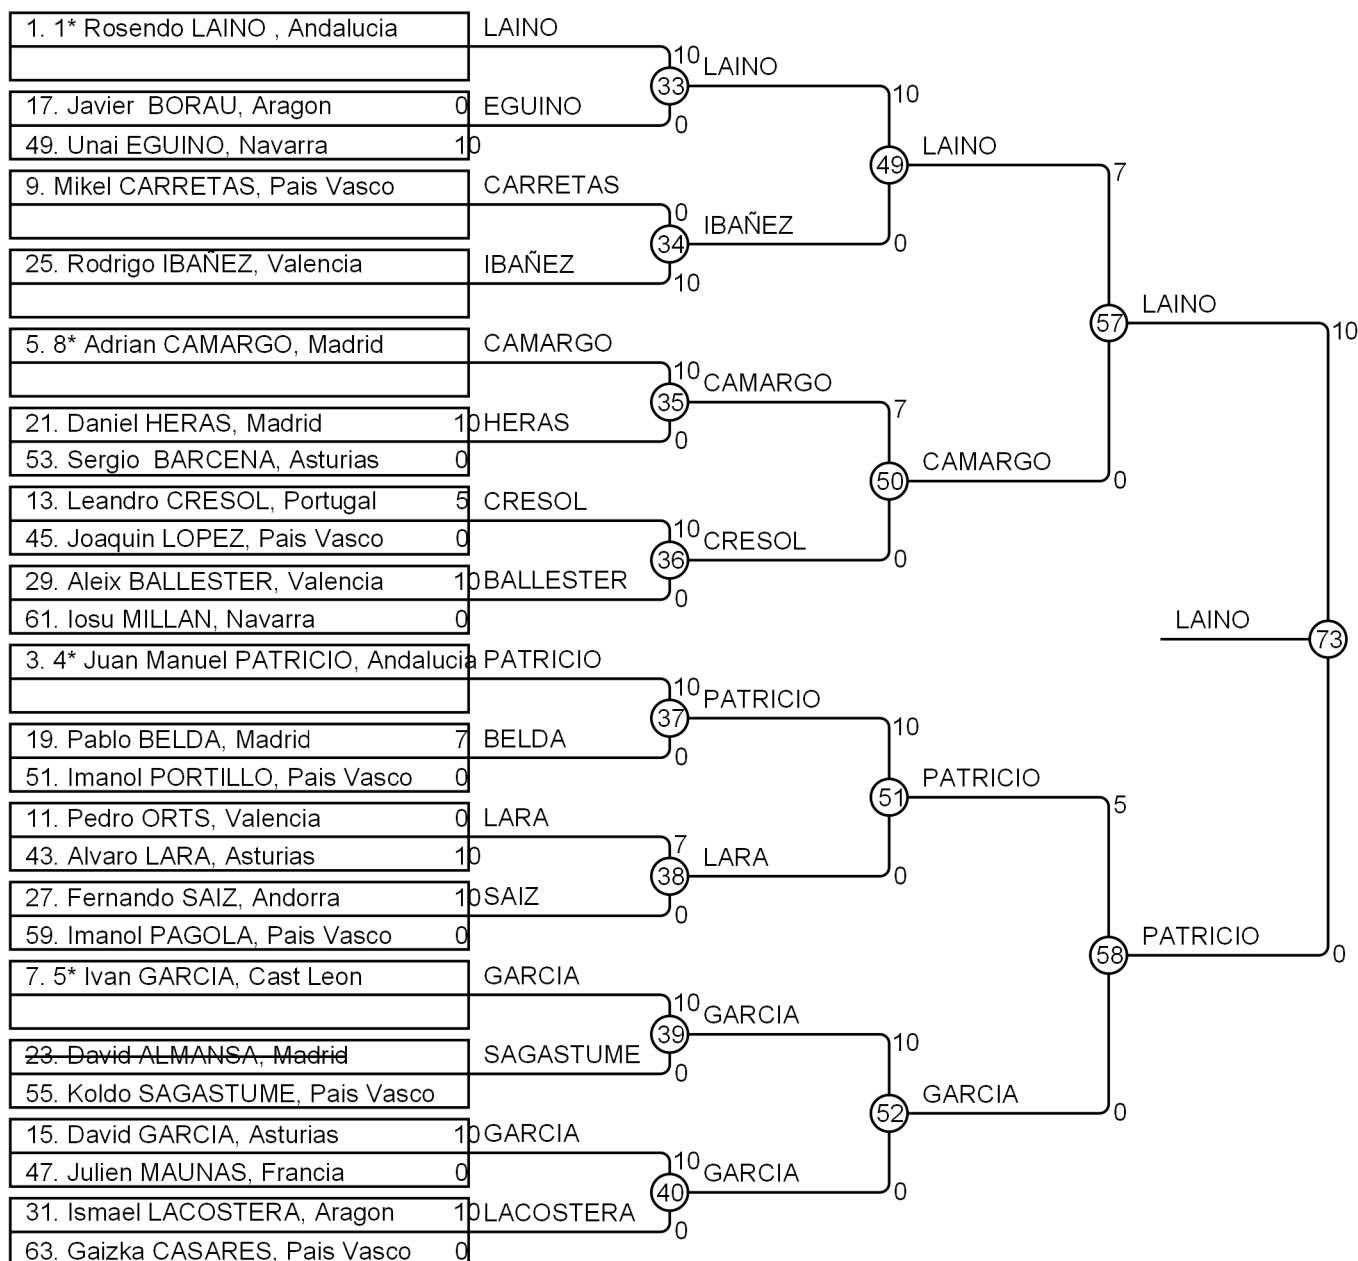 1. 1* Rosendo LAINO , Andalucia LAINO
10 LAINO
33
10
17. Javier  BORAU, Aragon 0 EGUINO
0
49. Unai EGUINO, Navarra 10
LAINO
49
7
9. Mikel CARRETAS, Pais Vasco CARRETAS
0
IBAÑEZ
34
0
25. Rodrigo IBAÑEZ, Valencia IBAÑEZ
10
LAINO
57
10
5. 8* Adrian CAMARGO, Madrid CAMARGO
10 CAMARGO
35
7
21. Daniel HERAS, Madrid 10 HERAS
0
53. Sergio  BARCENA, Asturias 0
CAMARGO
50
0
13. Leandro CRESOL, Portugal 5 CRESOL
10 CRESOL
45. Joaquin LOPEZ, Pais Vasco 0
36
0
29. Aleix BALLESTER, Valencia 10 BALLESTER
0
61. Iosu MILLAN, Navarra 0
LAINO
73
3. 4* Juan Manuel PATRICIO, Andalucia PATRICIO
10 PATRICIO
37
10
19. Pablo BELDA, Madrid 7 BELDA
0
51. Imanol PORTILLO, Pais Vasco 0
PATRICIO
51
5
11. Pedro ORTS, Valencia 0 LARA
7
43. Alvaro LARA, Asturias 10
LARA
38
0
27. Fernando SAIZ, Andorra 10 SAIZ
0
59. Imanol PAGOLA, Pais Vasco 0
PATRICIO
58
0
7. 5* Ivan GARCIA, Cast Leon GARCIA
10 GARCIA
39
10
23. David ALMANSA, Madrid SAGASTUME
0
55. Koldo SAGASTUME, Pais Vasco
GARCIA
52
0
15. David GARCIA, Asturias 10 GARCIA
10 GARCIA
47. Julien MAUNAS, Francia 0
40
0
31. Ismael LACOSTERA, Aragon 10 LACOSTERA
0
63. Gaizka CASARES, Pais Vasco 0